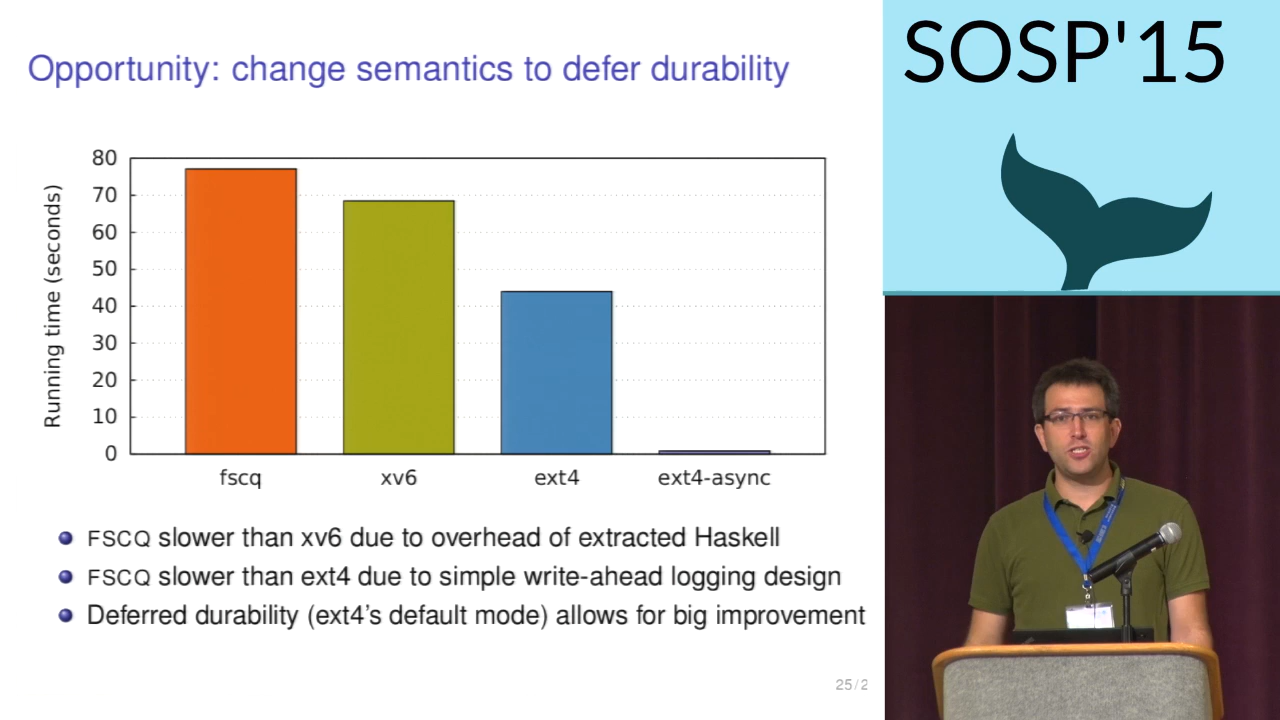 Opportunity: change semantics to defer durability
SOSP'15
80
70
60
50
40
30
20
10
0
Running time (seconds)
fscq
xv6
ext4
ext4-async
FSCQ slower than xv6 due to overhead of extracted Haskell
FSCQ slower than ext4 due to simple write-ahead logging design
Deferred durability (ext4's default mode) allows for big improvement
25/2